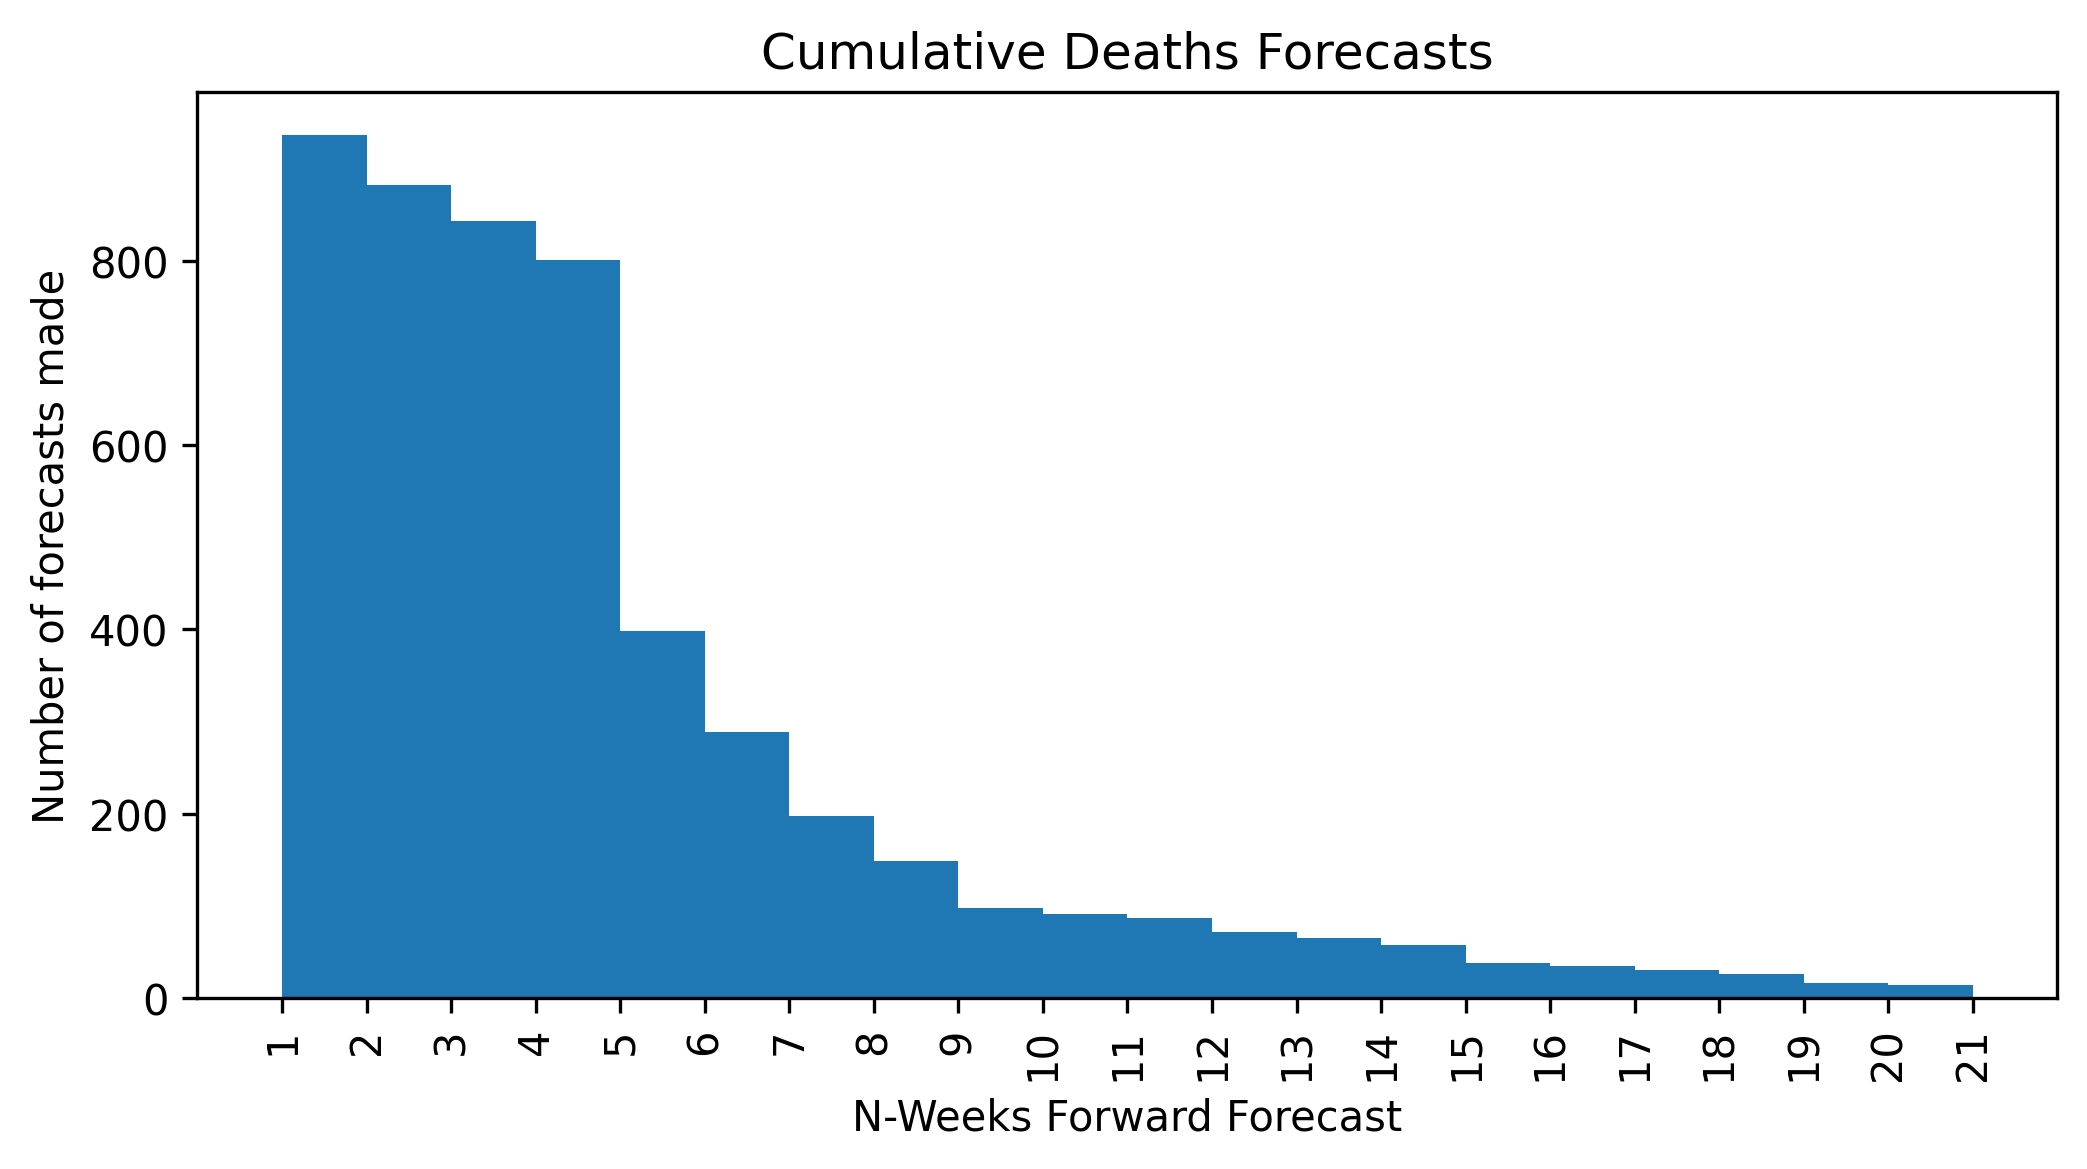 Cumulative Deaths Forecasts
Number of forecasts made
800
600
400
200
0
1 2 3 4 5 6 7 8 9 10 11 12 13 14 15 16 17 18 19 20 21
N-Weeks Forward Forecast